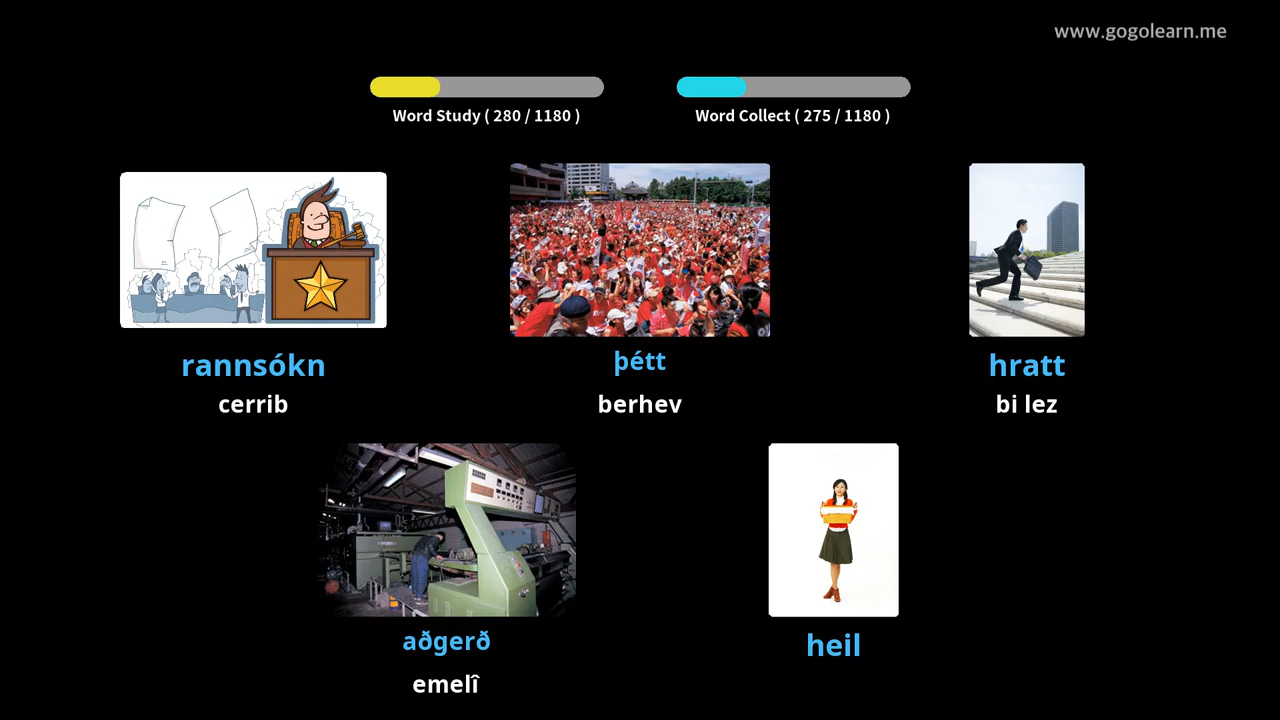 www.gogolearn.me
Word Study ( 280 / 1180 )
Word Collect ( 275 / 1180 )
rannsókn
cerrib
þétt
berhev
hratt
bi lez
aðgerð
emelî
heil